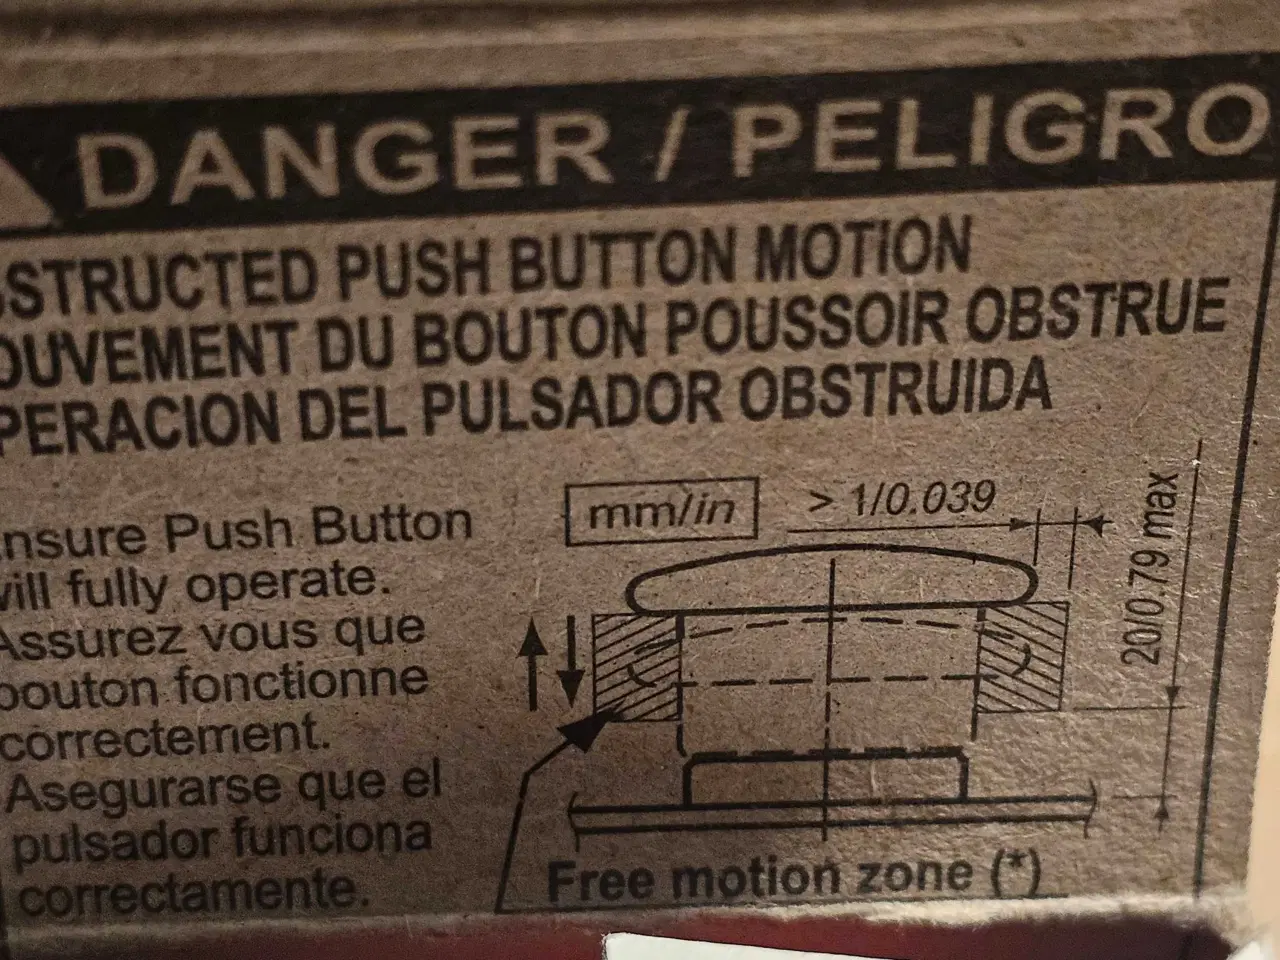 DANGER / PELIGRO
STRUCTED PUSH BUTTON MOTION
OUVEMENT DU BOUTON POUSSOIR OBSTRUE
PERACION DEL PULSADOR OBSTRUIDA
nsure Push Button
will fully operate.
Assurez vous que
bouton fonctionne
correctement.
Asegurarse que el
pulsador funciona
correctamente.
mm/in
> 1/0.039
20/0.79 max
Free motion zone (*)